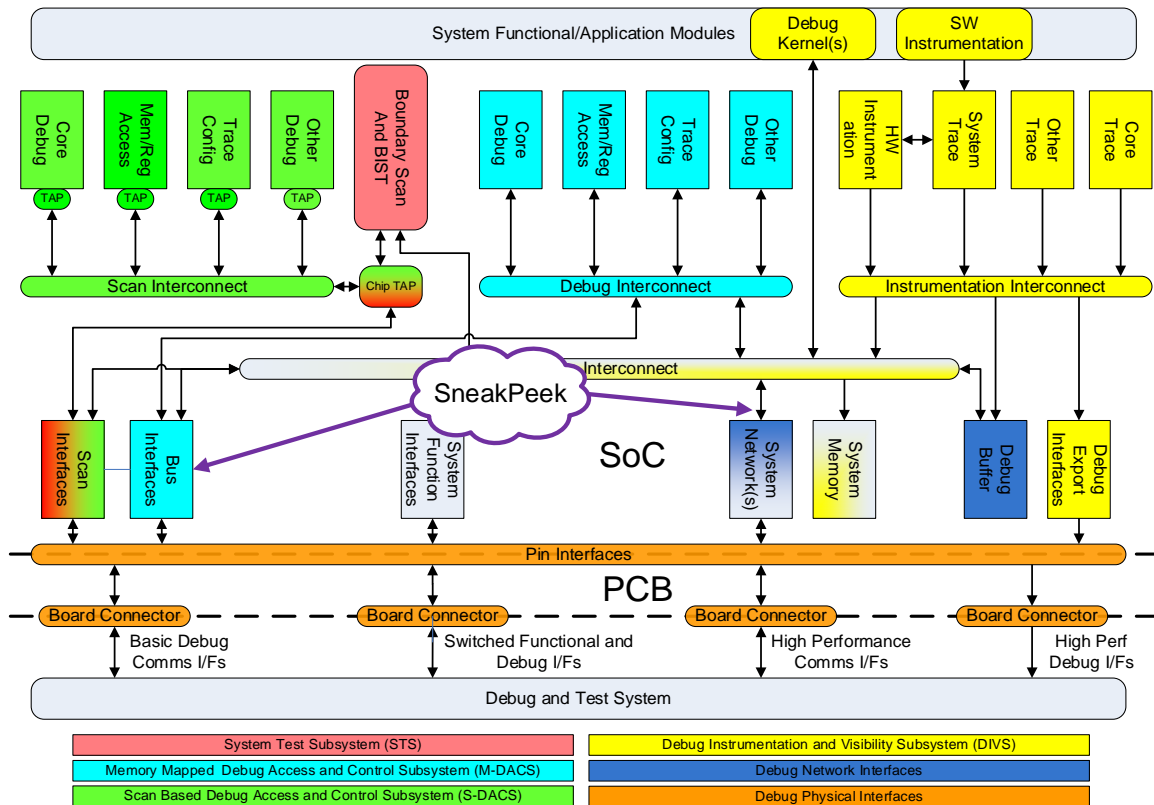 System Functional/Application Modules
Debug
Kernel(s)
SW
Instrumentation
Core
Debug
TAP
Mem/Reg
Access
TAP
Trace
Config
TAP
Other
Debug
TAP
Boundary Scan
And BIST
Core
Debug
Mem/Reg
Access
Trace
Config
Other
Debug
HW
Instrument
ation
System
Trace
Other
Trace
Core
Trace
Scan Interconnect
Chip TAP
Debug Interconnect
Instrumentation Interconnect
Interconnect
SneakPeek
Scan
Interfaces
Bus
Interfaces
System
Function
Interfaces
SoC
System
Network(s)
System
Memory
Debug
Buffer
Debug
Export
Interfaces
Pin Interfaces
PCB
Board Connector
Board Connector
Board Connector
Board Connector
Basic Debug
Comms I/Fs
Switched Functional and
Debug I/Fs
High Performance
Comms I/Fs
High Perf
Debug I/Fs
Debug and Test System
System Test Subsystem (STS)
Debug Instrumentation and Visibility Subsystem (DIVS)
Memory Mapped Debug Access and Control Subsystem (M-DACS)
Debug Network Interfaces
Scan Based Debug Access and Control Subsystem (S-DACS)
Debug Physical Interfaces